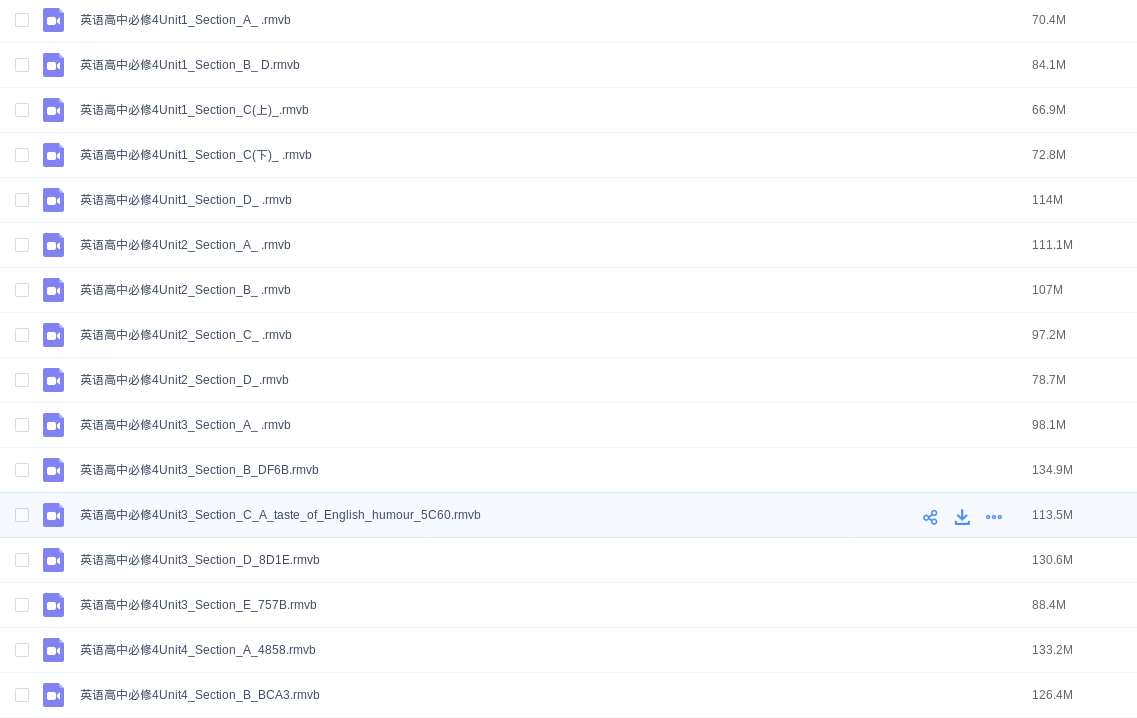 英语高中必修4Unit1_Section_A_ .rmvb 70.4M
英语高中必修4Unit1_Section_B_ D.rmvb 84.1M
英语高中必修4Unit1_Section_C(上)_.rmvb 66.9M
英语高中必修4Unit1_Section_C(下)_ .rmvb 72.8M
英语高中必修4Unit1_Section_D_ .rmvb 114M
英语高中必修4Unit2_Section_A_ .rmvb 111.1M
英语高中必修4Unit2_Section_B_ .rmvb 107M
英语高中必修4Unit2_Section_C_ .rmvb 97.2M
英语高中必修4Unit2_Section_D_.rmvb 78.7M
英语高中必修4Unit3_Section_A_ .rmvb 98.1M
英语高中必修4Unit3_Section_B_DF6B.rmvb 134.9M
英语高中必修4Unit3_Section_C_A_taste_of_English_humour_5C60.rmvb 113.5M
英语高中必修4Unit3_Section_D_8D1E.rmvb 130.6M
英语高中必修4Unit3_Section_E_757B.rmvb 88.4M
英语高中必修4Unit4_Section_A_4858.rmvb 133.2M
英语高中必修4Unit4_Section_B_BCA3.rmvb 126.4M